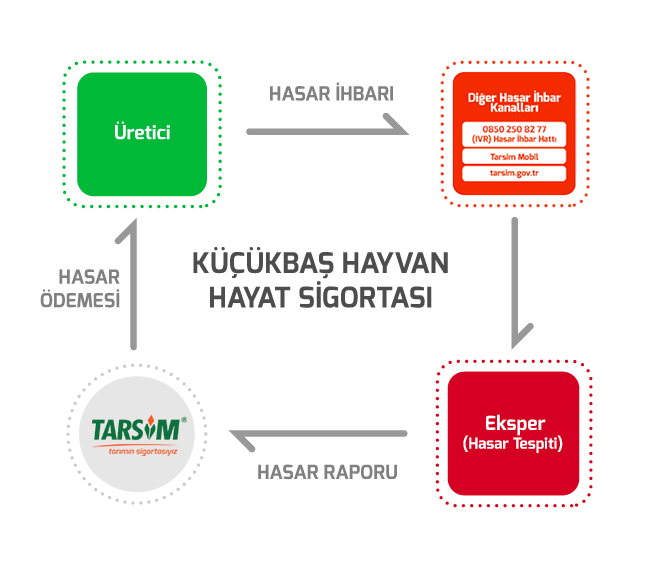 HASAR İHBARI
Üretici
Diğer Hasar İhbar
Kanalları
0850 250 82 77
(IVR) Hasar İhbar Hattı
Tarsim Mobil
tarsim.gov.tr
KÜÇÜKBAŞ HAYVAN
HAYAT SİGORTASI
HASAR
ÖDEMESİ
TARSİM®
tarımın sigortasıyız
Eksper
(Hasar Tespiti)
HASAR RAPORU